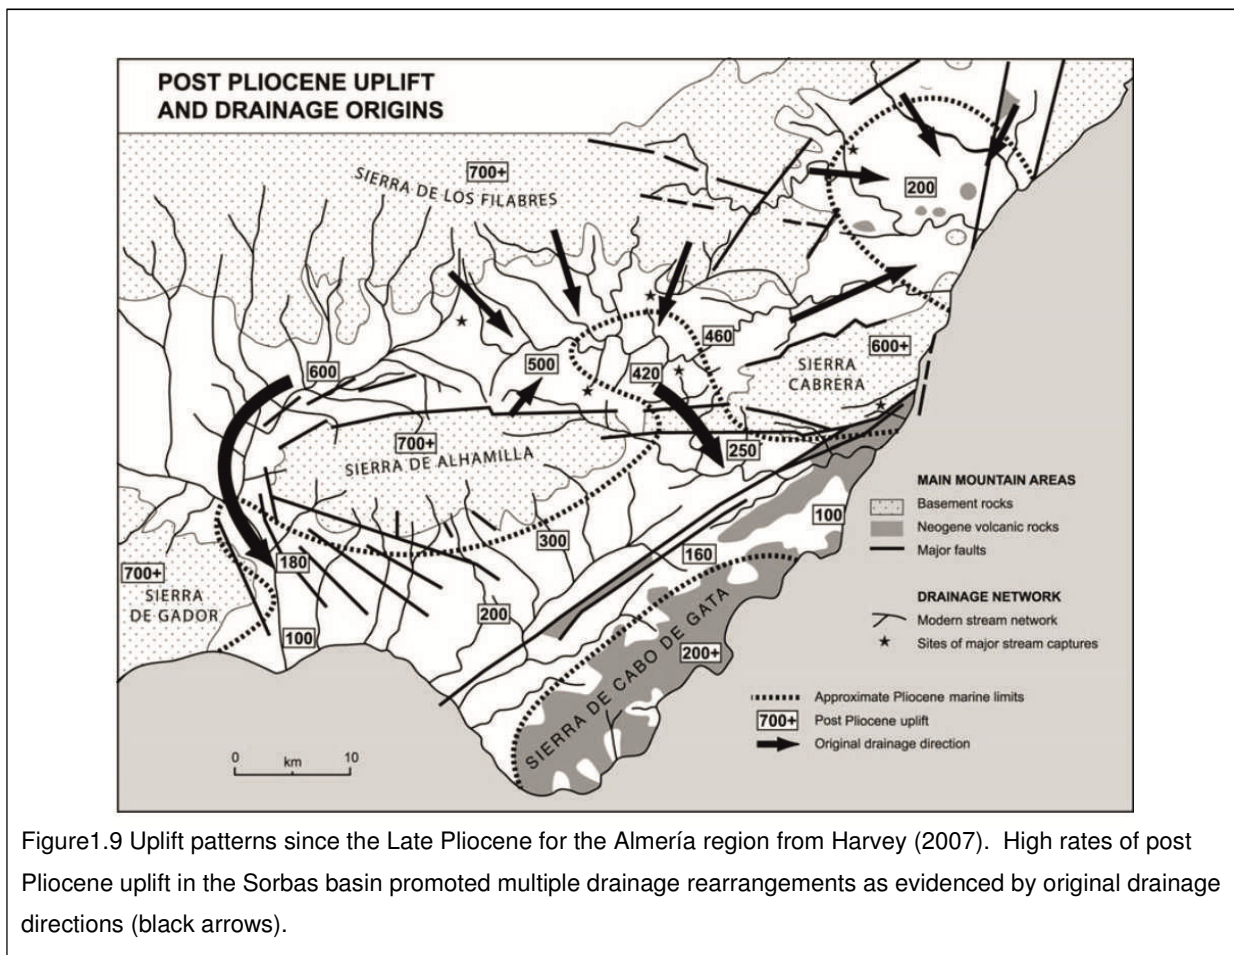 POST PLIOCENE UPLIFT
AND DRAINAGE ORIGINS
700+
SIERRA DE LOS FILABRES
200
460
600+
500
420
600
SIERRA
CABRERA
700+
SIERRA DE ALHAMILLA
250
MAIN MOUNTAIN AREAS
Basement rocks
Neogene volcanic rocks
Major faults
100
300
160
180
700+
SIERRA
DE GADOR
200
100
DRAINAGE NETWORK
Modern stream network
Sites of major stream captures
SIERRA DE CABO DE GATA
200+
Approximate Pliocene marine limits
700+ Post Pliocene uplift
Original drainage direction
0 10
km
Figure1.9 Uplift patterns since the Late Pliocene for the Almería region from Harvey (2007). High rates of post
Pliocene uplift in the Sorbas basin promoted multiple drainage rearrangements as evidenced by original drainage
directions (black arrows).